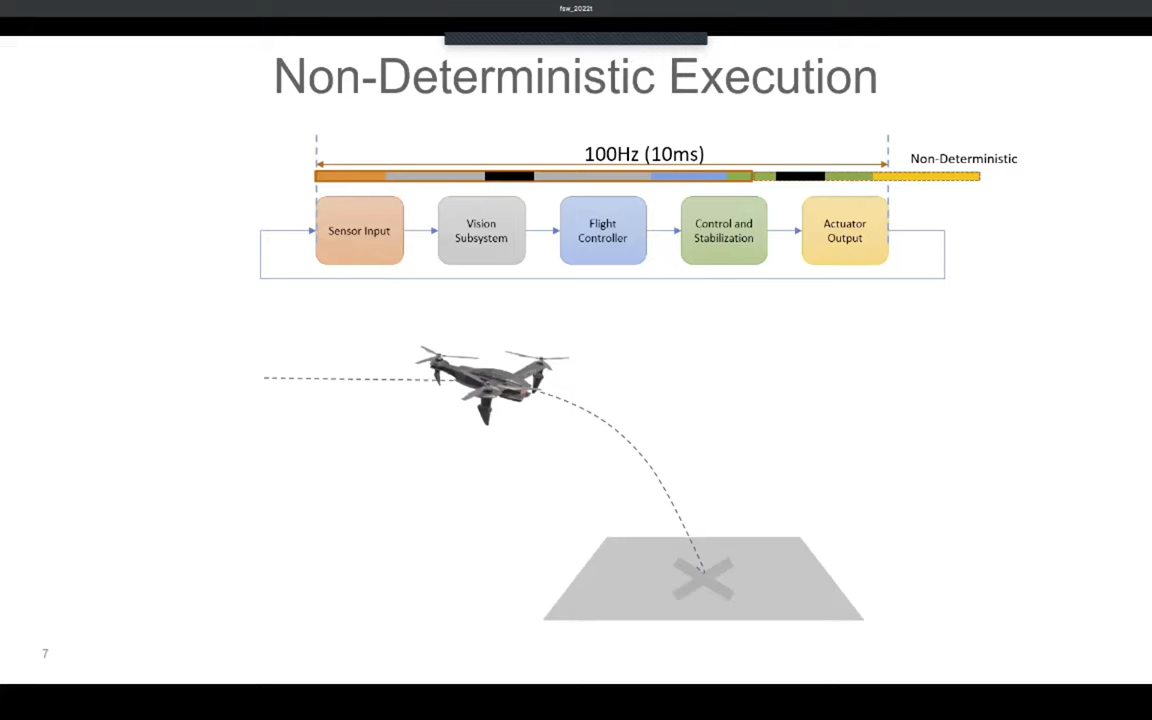 fsw_2022t
Non-Deterministic Execution
100Hz (10ms)
Non-Deterministic
Sensor Input
Vision
Subsystem
Flight
Controller
Control and
Stabilization
Actuator
Output
7